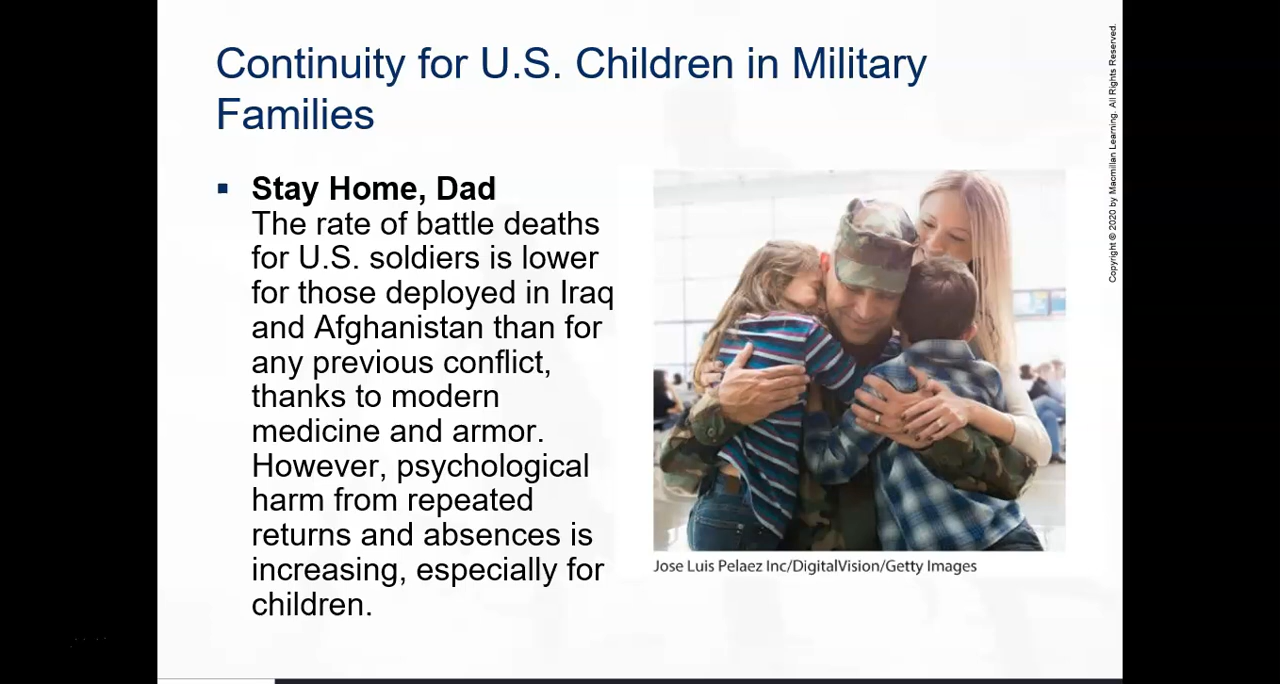 Continuity for U.S. Children in Military
Families
▪ Stay Home, Dad
The rate of battle deaths
for U.S. soldiers is lower
for those deployed in Iraq
and Afghanistan than for
any previous conflict,
thanks to modern
medicine and armor.
However, psychological
harm from repeated
returns and absences is
increasing, especially for
children.
Jose Luis Pelaez Inc/DigitalVision/Getty Images
Copyright © 2020 by Macmillan Learning. All Rights Reserved.